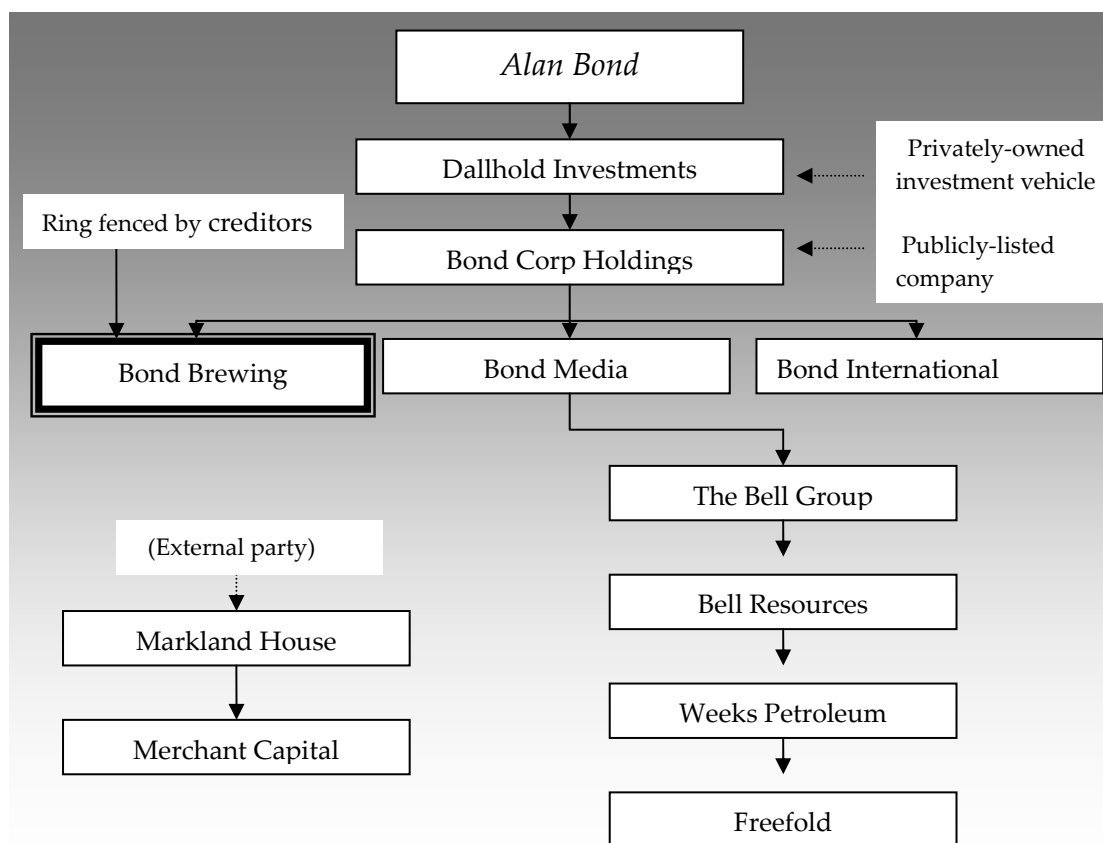 Alan Bond
Dallhold Investments
Privately-owned
investment vehicle
Ring fenced by creditors
Bond Corp Holdings
Publicly-listed
company
Bond Brewing
Bond Media
Bond International
The Bell Group
(External party)
Bell Resources
Markland House
Weeks Petroleum
Merchant Capital
Freefold